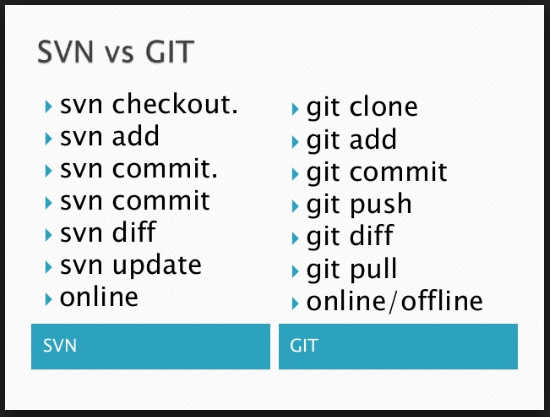 SVN vs GIT
svn checkout.
svn add
svn commit.
svn commit
svn diff
svn update
online
git clone
git add
git commit
git push
git diff
git pull
online/offline
SVN
GIT